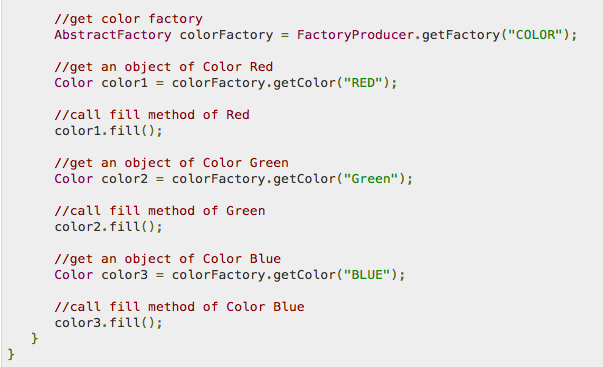 //get color factory
AbstractFactory colorFactory = FactoryProducer.getFactory("COLOR");
//get an object of Color Red
Color color1 = colorFactory.getColor("RED");
//call fill method of Red
color1.fill();
//get an object of Color Green
Color color2 = colorFactory.getColor("Green");
//call fill method of Green
color2.fill();
//get an object of Color Blue
Color color3 = colorFactory.getColor("BLUE");
//call fill method of Color Blue
color3.fill();
}
}